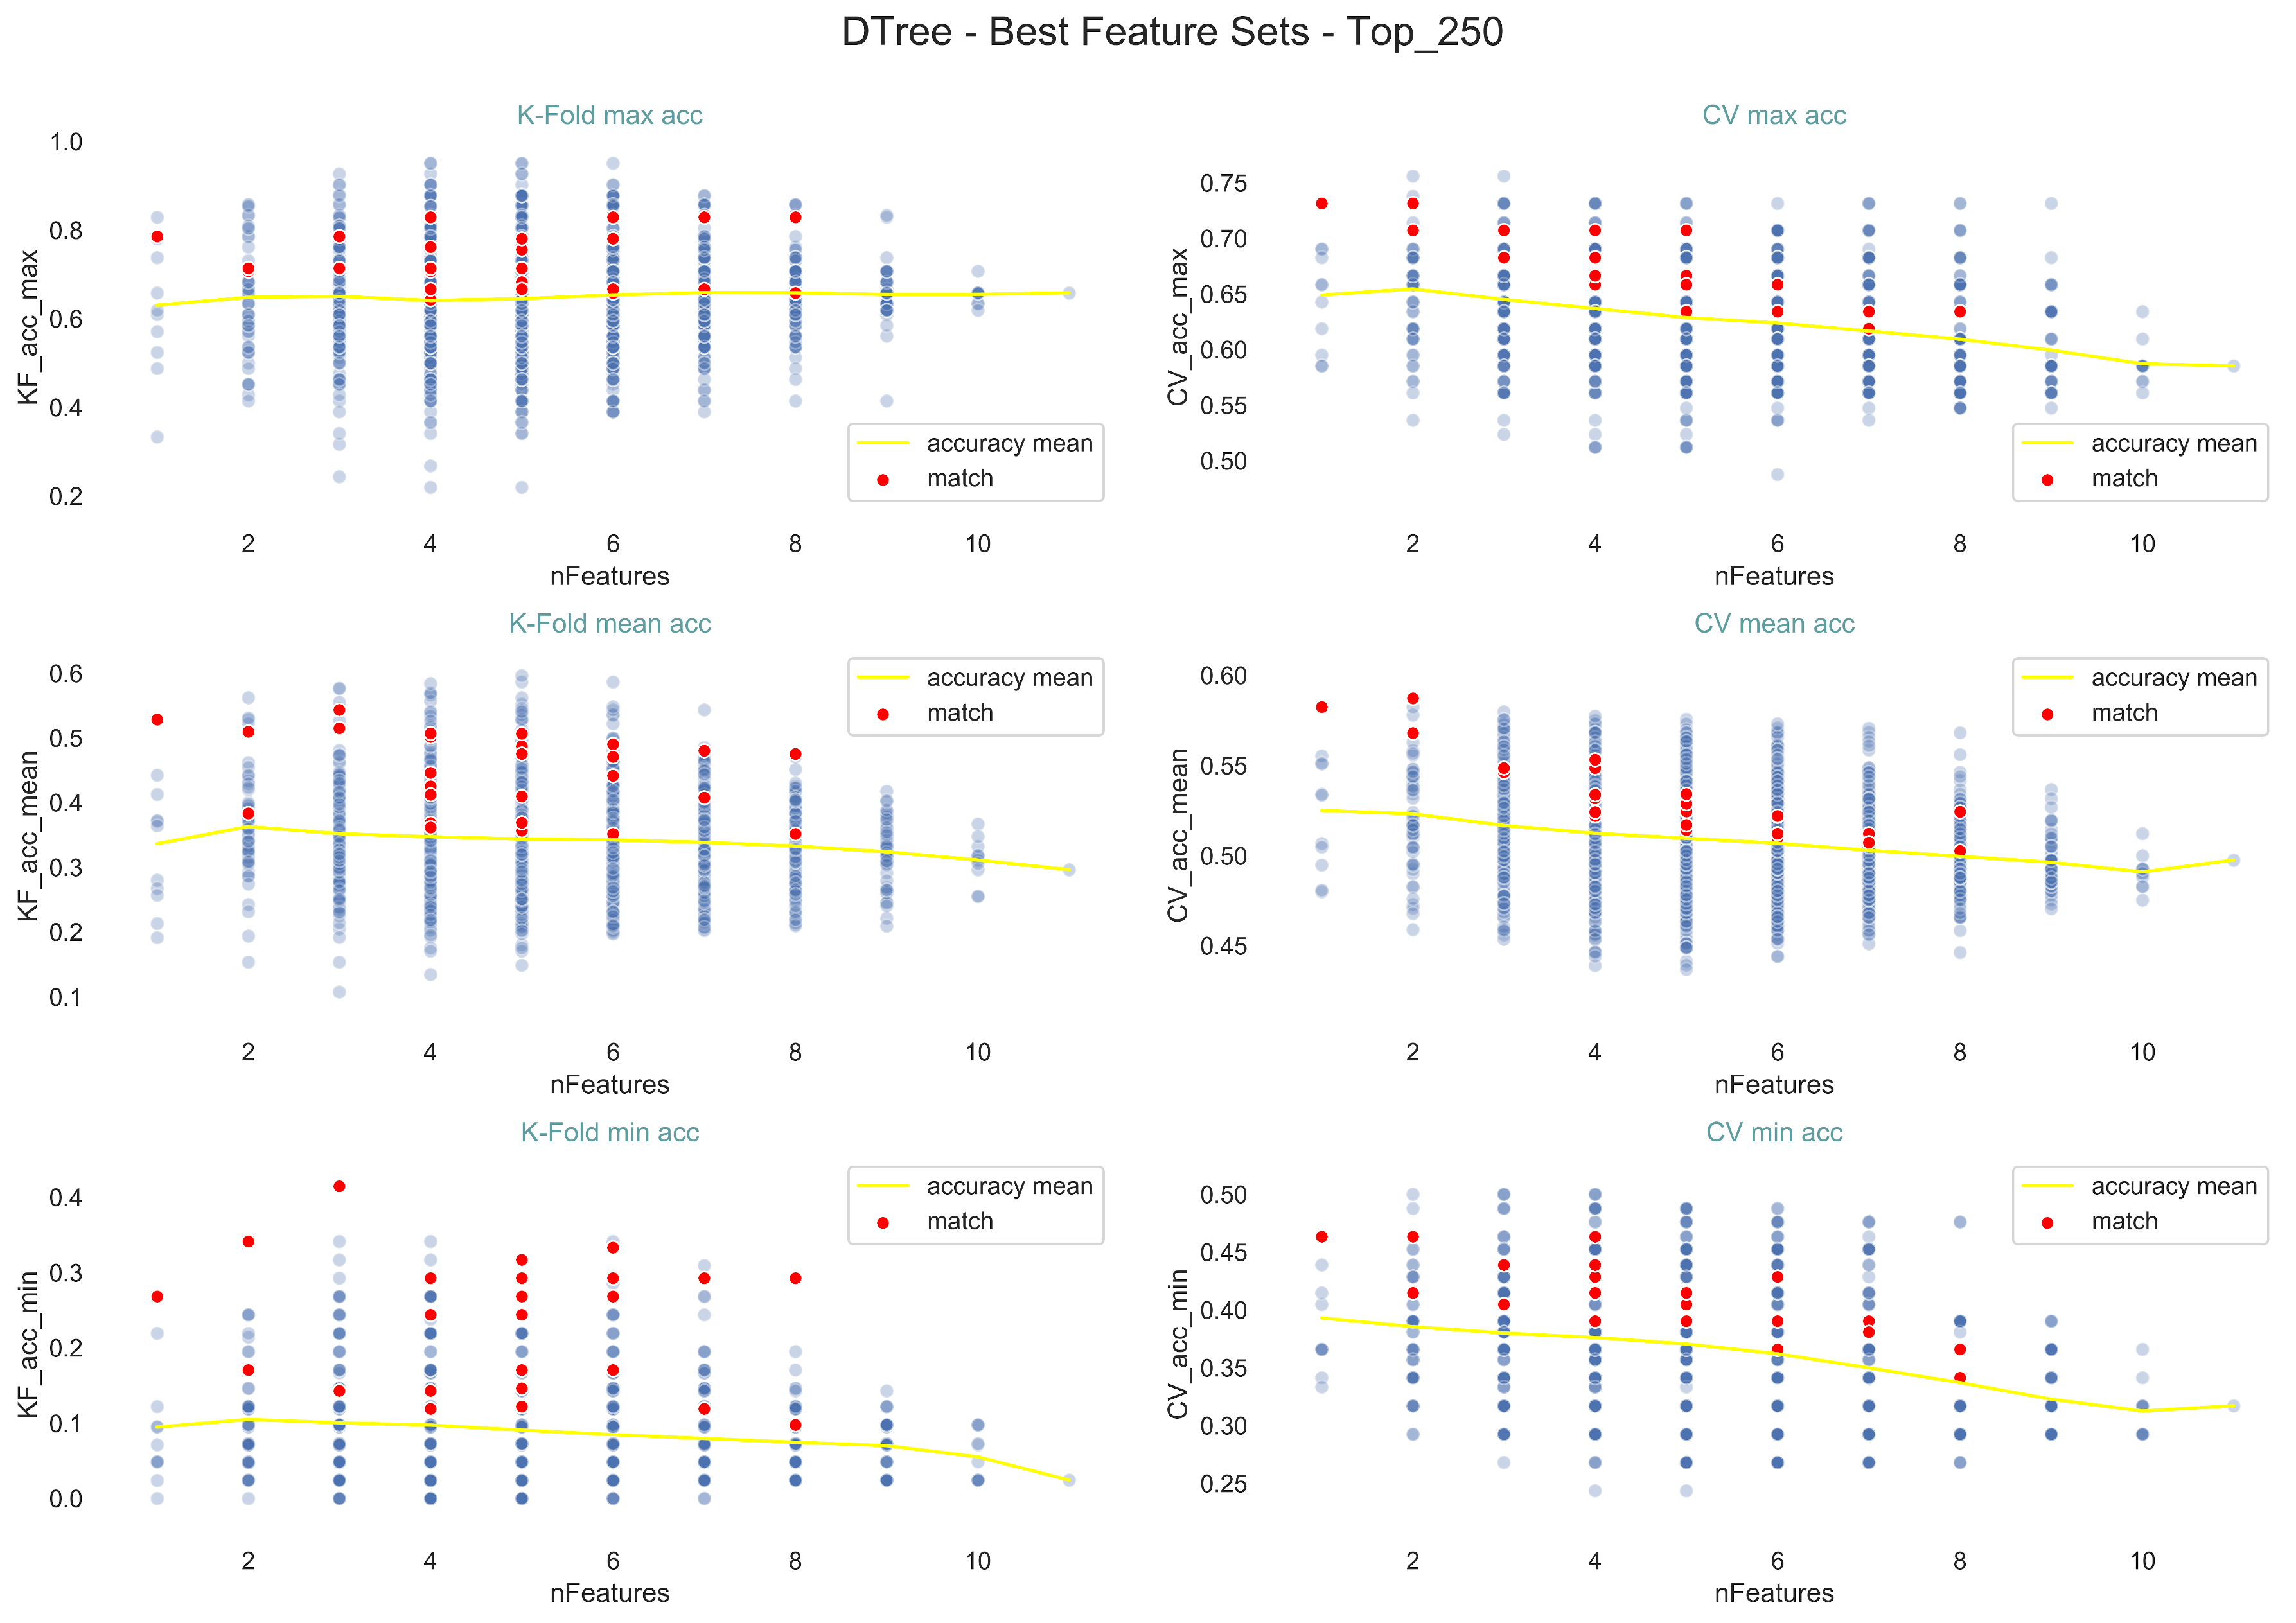 DTree - Best Feature Sets - Top_250
K-Fold max acc
1.0
0.8
0.6
0.4
0.2
KF_acc_max
accuracy mean
match
2 4 6 8 10
nFeatures
CV max acc
0.75
0.70
0.65
0.60
0.55
0.50
CV_acc_max
accuracy mean
match
2 4 6 8 10
nFeatures
K-Fold mean acc
0.6
0.5
0.4
0.3
0.2
0.1
KF_acc_mean
accuracy mean
match
2 4 6 8 10
nFeatures
CV mean acc
0.60
0.55
0.50
0.45
CV_acc_mean
accuracy mean
match
2 4 6 8 10
nFeatures
K-Fold min acc
0.4
0.3
0.2
0.1
0.0
KF_acc_min
accuracy mean
match
2 4 6 8 10
nFeatures
CV min acc
0.50
0.45
0.40
0.35
0.30
0.25
CV_acc_min
accuracy mean
match
2 4 6 8 10
nFeatures